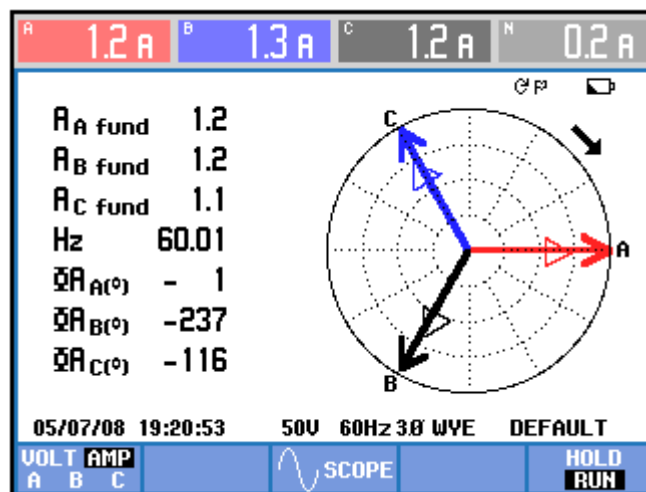 A 1.2 A B 1.3 A C 1.2 A N 0.2 A
A A fund 1.2
A B fund 1.2
A C fund 1.1
Hz 60.01
ΦA A(°) - 1
ΦA B(°) -237
ΦA C(°) -116
C
A
B
05/07/08 19:20:53 50V 60Hz 3Ø WYE DEFAULT
VOLT AMP
A B C
SCOPE
HOLD
RUN